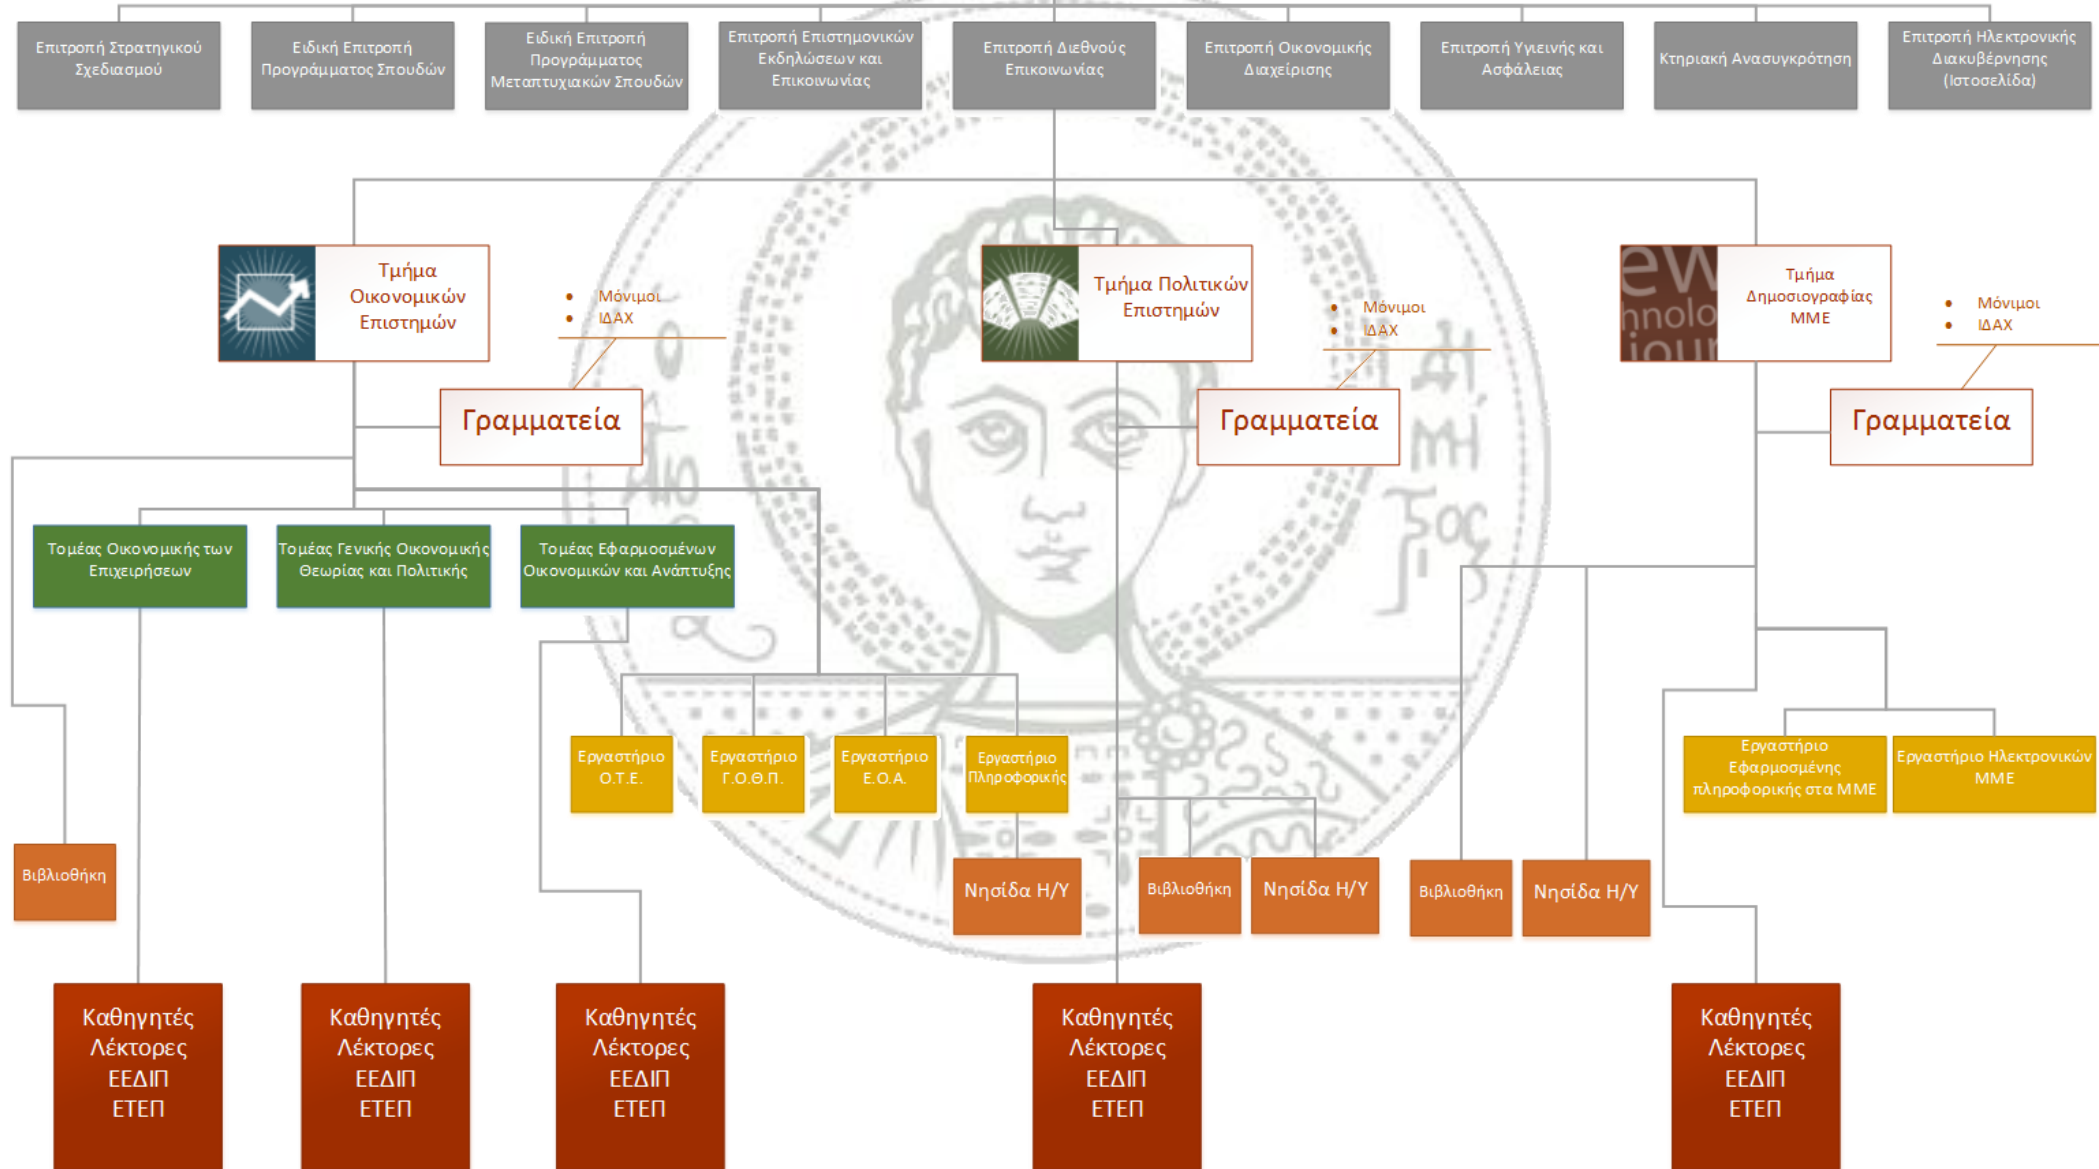 Επιτροπή Στρατηγικού
Σχεδιασμού
Ειδική Επιτροπή
Προγράμματος Σπουδών
Ειδική Επιτροπή
Προγράμματος
Μεταπτυχιακών Σπουδών
Επιτροπή Επιστημονικών
Εκδηλώσεων και
Επικοινωνίας
Επιτροπή Διεθνούς
Επικοινωνίας
Επιτροπή Οικονομικής
Διαχείρισης
Επιτροπή Υγιεινής και
Ασφάλειας
Κτηριακή Ανασυγκρότηση
Επιτροπή Ηλεκτρονικής
Διακυβέρνησης
(Ιστοσελίδα)
Τμήμα
Οικονομικών
Επιστημών
• Μόνιμοι
• ΙΔΑΧ
Γραμματεία
Τμήμα Πολιτικών
Επιστημών
• Μόνιμοι
• ΙΔΑΧ
Γραμματεία
ew
hnolo
jour
Τμήμα
Δημοσιογραφίας
ΜΜΕ
• Μόνιμοι
• ΙΔΑΧ
Γραμματεία
Τομέας Οικονομικής των
Επιχειρήσεων
Τομέας Γενικής Οικονομικής
Θεωρίας και Πολιτικής
Τομέας Εφαρμοσμένων
Οικονομικών και Ανάπτυξης
Εργαστήριο
Ο.Τ.Ε.
Εργαστήριο
Γ.Ο.Θ.Π.
Εργαστήριο
Ε.Ο.Α.
Εργαστήριο
Πληροφορικής
Εργαστήριο
Εφαρμοσμένης
πληροφορικής στα ΜΜΕ
Εργαστήριο Ηλεκτρονικών
ΜΜΕ
Βιβλιοθήκη
Νησίδα Η/Υ
Βιβλιοθήκη
Νησίδα Η/Υ
Βιβλιοθήκη
Νησίδα Η/Υ
Καθηγητές
Λέκτορες
ΕΕΔΙΠ
ΕΤΕΠ
Καθηγητές
Λέκτορες
ΕΕΔΙΠ
ΕΤΕΠ
Καθηγητές
Λέκτορες
ΕΕΔΙΠ
ΕΤΕΠ
Καθηγητές
Λέκτορες
ΕΕΔΙΠ
ΕΤΕΠ
Καθηγητές
Λέκτορες
ΕΕΔΙΠ
ΕΤΕΠ